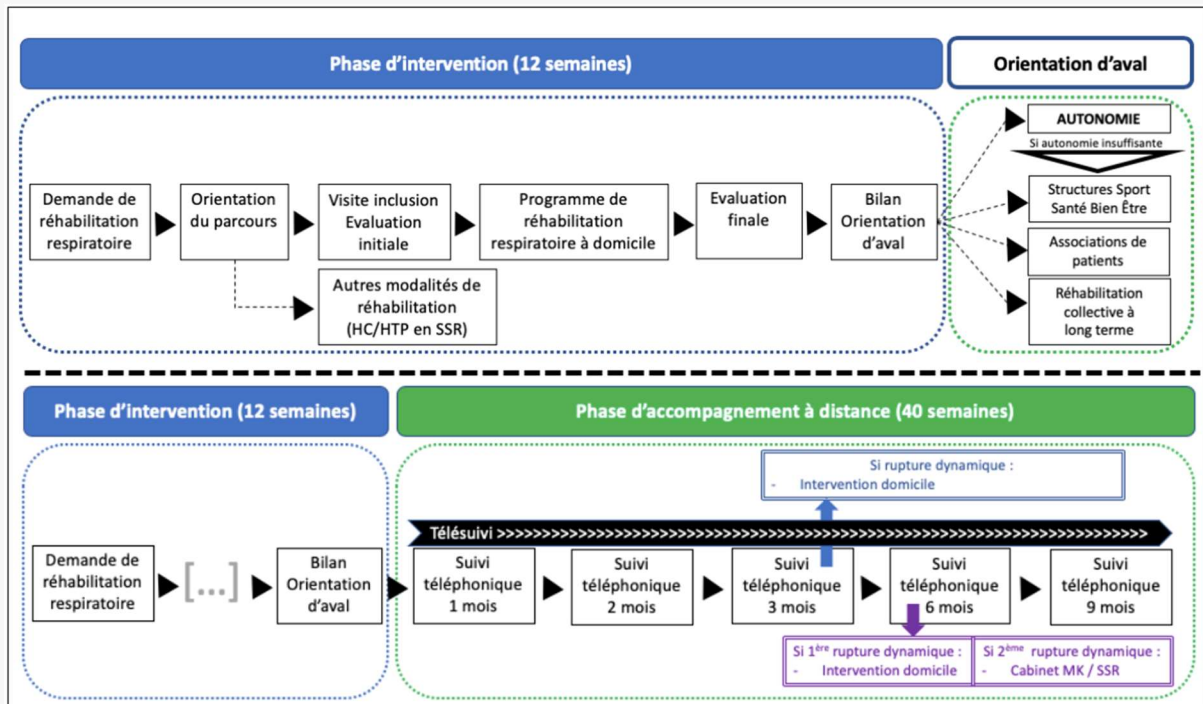 Phase d'intervention (12 semaines)
Orientation d'aval
Demande de
réhabilitation
respiratoire
Orientation
du parcours
Visite inclusion
Evaluation
initiale
Programme de
réhabilitation
respiratoire à domicile
Evaluation
finale
Bilan
Orientation
d'aval
Autres modalités de
réhabilitation
(HC/HTP en SSR)
AUTONOMIE
Si autonomie insuffisante
Structures Sport
Santé Bien Être
Associations de
patients
Réhabilitation
collective à
long terme
Phase d'intervention (12 semaines)
Phase d'accompagnement à distance (40 semaines)
Si rupture dynamique :
- Intervention domicile
Télésuivi >>>>>>>>>>>>>>>>>>>>>>>>>>>>>>>>>>>>>>>>>>>>>>>>>>>>>>>>>>>>>>>>>>>>>>>>>>>>
Demande de
réhabilitation
respiratoire
[...]
Bilan
Orientation
d'aval
Suivi
téléphonique
1 mois
Suivi
téléphonique
2 mois
Suivi
téléphonique
3 mois
Suivi
téléphonique
6 mois
Suivi
téléphonique
9 mois
Si 1ère rupture dynamique :
- Intervention domicile
Si 2ème rupture dynamique :
- Cabinet MK / SSR